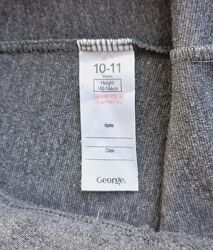 10-11
Years
Height
140-146cm
Name
Class
George.